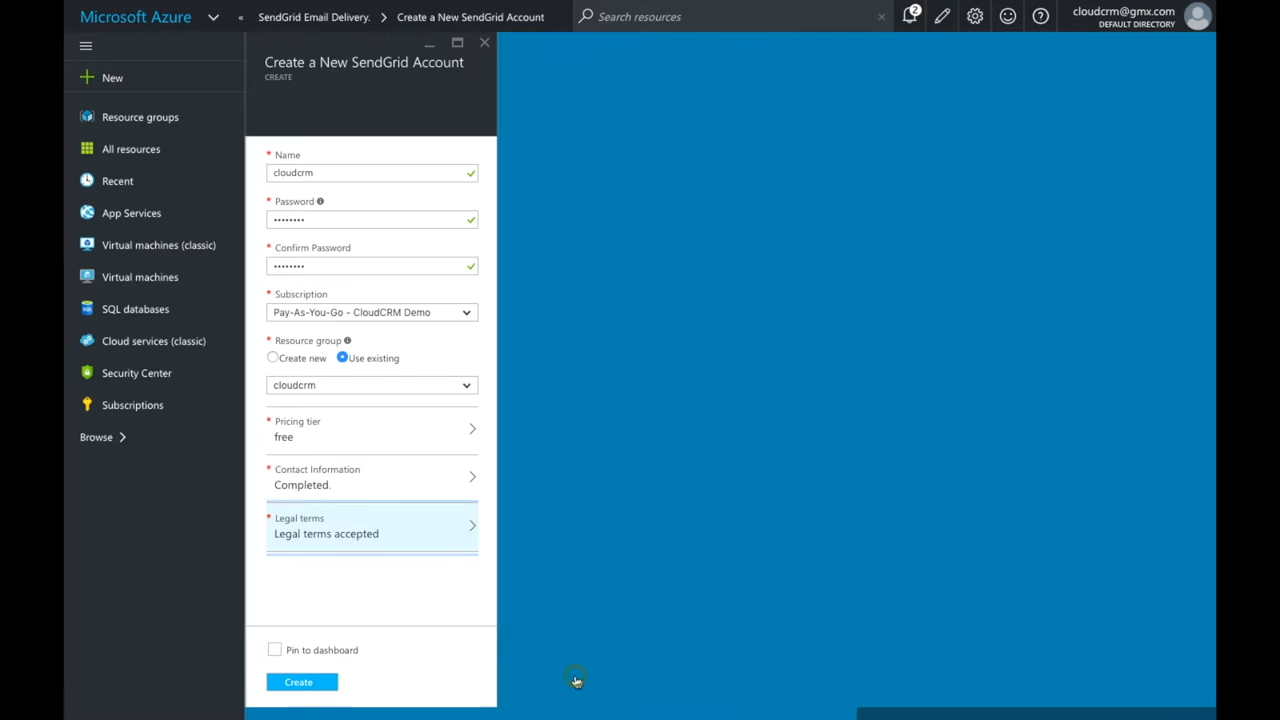 Microsoft Azure
«
SendGrid Email Delivery.
Create a New SendGrid Account
Search resources
2
cloudcrm@gmx.com
DEFAULT DIRECTORY
New
Resource groups
All resources
Recent
App Services
Virtual machines (classic)
Virtual machines
SQL databases
Cloud services (classic)
Security Center
Subscriptions
Browse
Create a New SendGrid Account
CREATE
* Name
cloudcrm
* Password
••••••••
* Confirm Password
••••••••
* Subscription
Pay-As-You-Go - CloudCRM Demo
* Resource group
Create new Use existing
cloudcrm
* Pricing tier
free
* Contact Information
Completed.
* Legal terms
Legal terms accepted
Pin to dashboard
Create